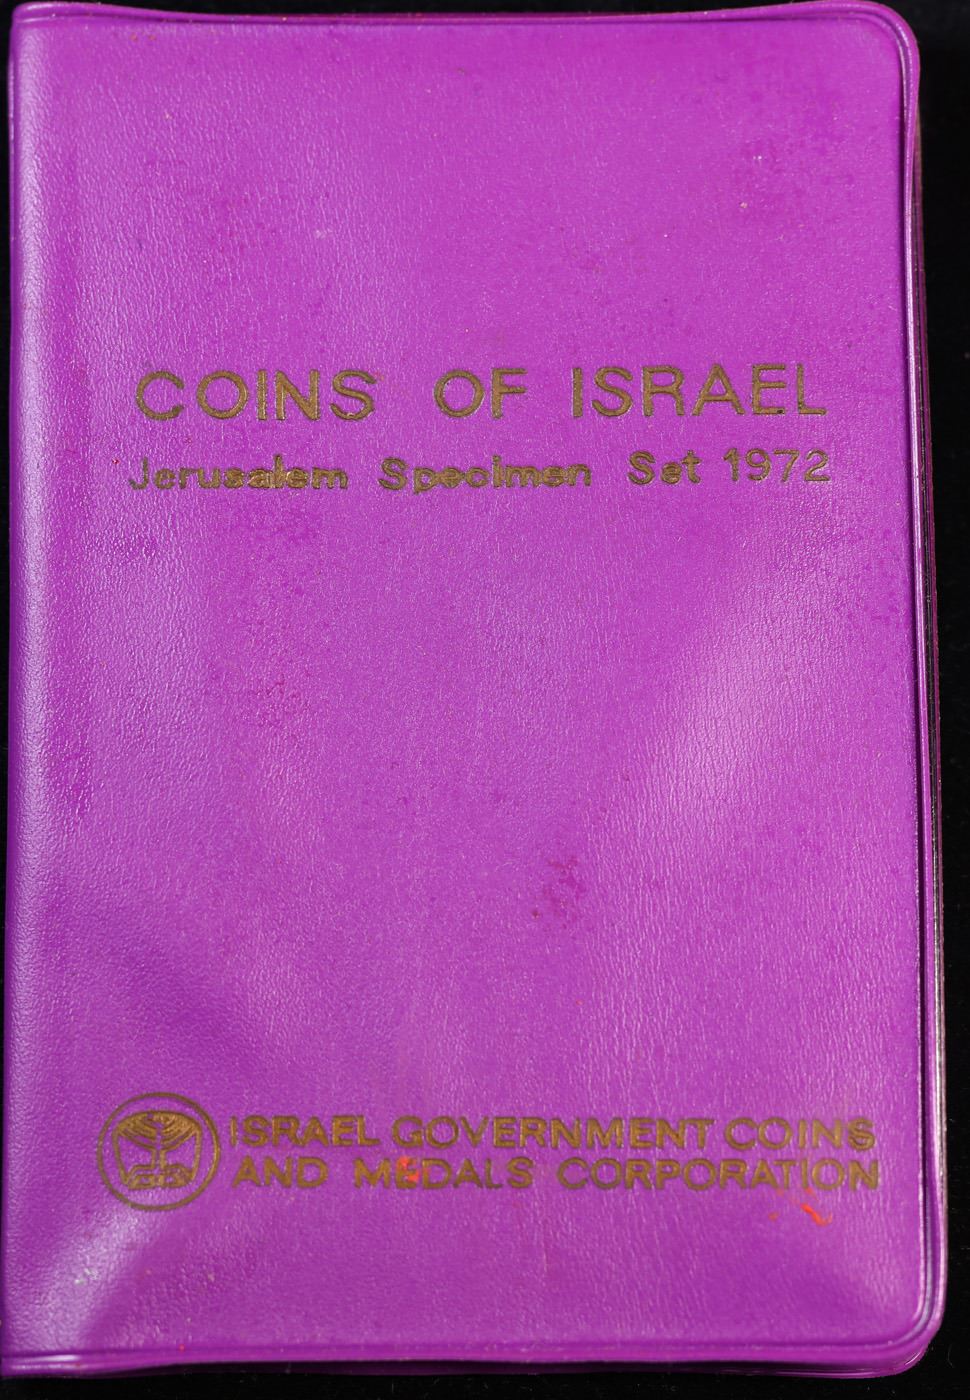 COINS OF ISRAEL
Jerusalem Specimen Set 1972
ISRAEL GOVERNMENT COINS
AND MEDALS CORPORATION